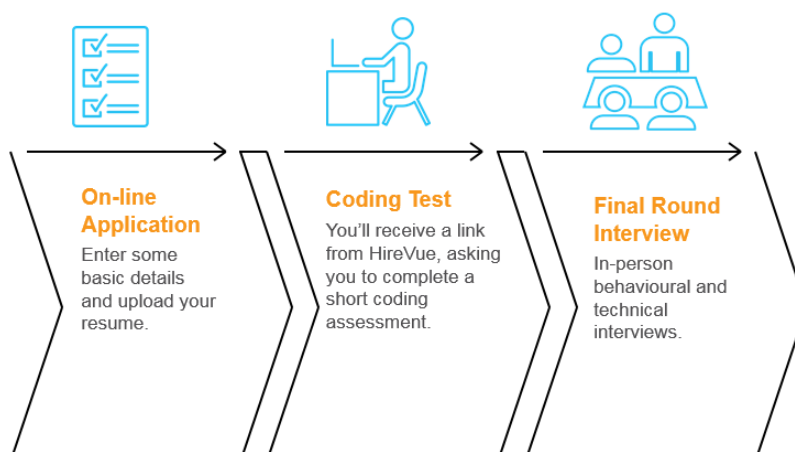 On-line
Application
Enter some
basic details
and upload your
resume.
Coding Test
You'll receive a link
from HireVue, asking
you to complete a
short coding
assessment.
Final Round
Interview
In-person
behavioural and
technical
interviews.